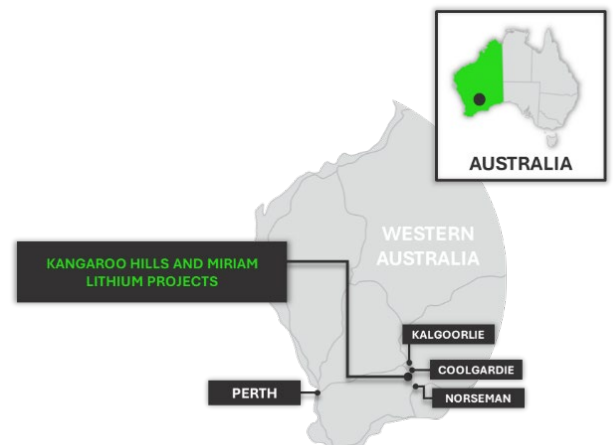 AUSTRALIA
WESTERN
AUSTRALIA
KANGAROO HILLS AND MIRIAM
LITHIUM PROJECTS
KALGOORLIE
COOLGARDIE
PERTH
NORSEMAN